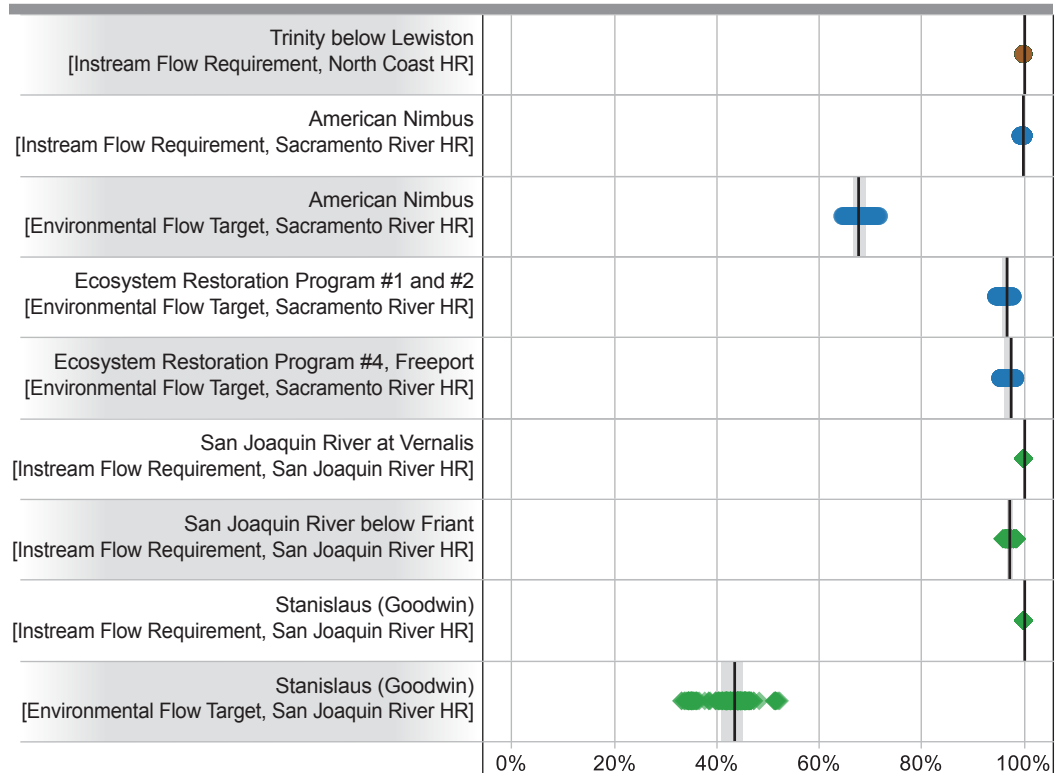 Trinity below Lewiston
[Instream Flow Requirement, North Coast HR]
American Nimbus
[Instream Flow Requirement, Sacramento River HR]
American Nimbus
[Environmental Flow Target, Sacramento River HR]
Ecosystem Restoration Program #1 and #2
[Environmental Flow Target, Sacramento River HR]
Ecosystem Restoration Program #4, Freeport
[Environmental Flow Target, Sacramento River HR]
San Joaquin River at Vernalis
[Instream Flow Requirement, San Joaquin River HR]
San Joaquin River below Friant
[Instream Flow Requirement, San Joaquin River HR]
Stanislaus (Goodwin)
[Instream Flow Requirement, San Joaquin River HR]
Stanislaus (Goodwin)
[Environmental Flow Target, San Joaquin River HR]
0% 20% 40% 60% 80% 100%